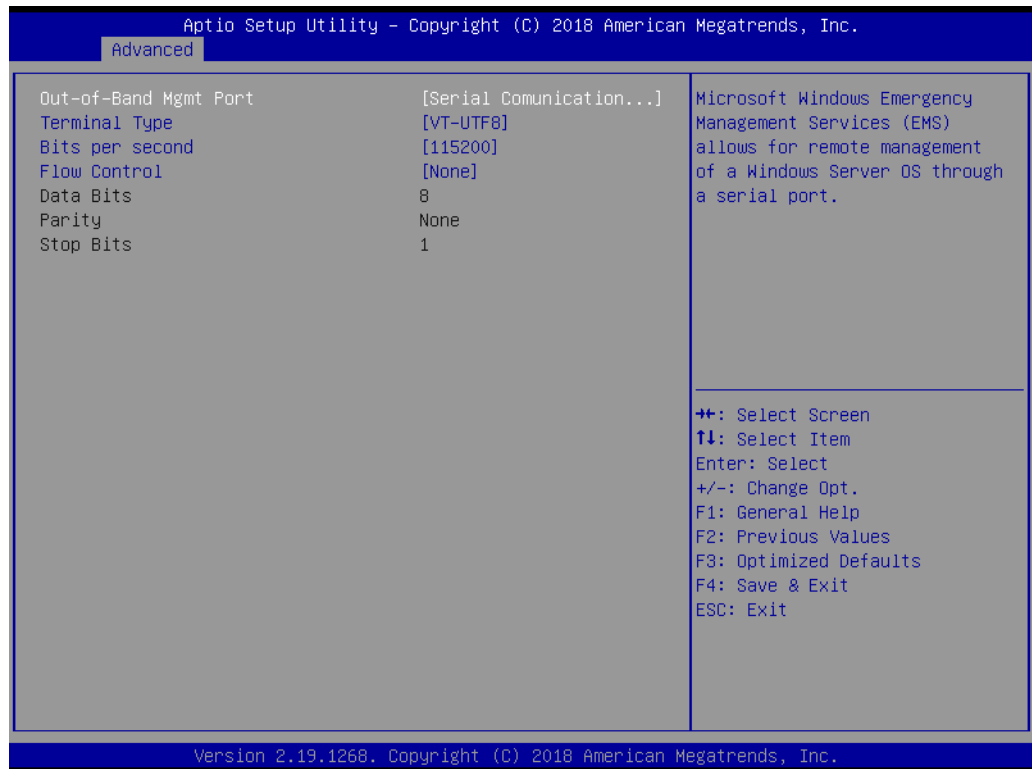 Aptio Setup Utility – Copyright (C) 2018 American Megatrends, Inc.
Advanced
Out-of-Band Mgmt Port [Serial Comunication...]
Terminal Type [VT-UTF8]
Bits per second [115200]
Flow Control [None]
Data Bits 8
Parity None
Stop Bits 1
Microsoft Windows Emergency
Management Services (EMS)
allows for remote management
of a Windows Server OS through
a serial port.
→←: Select Screen
↑↓: Select Item
Enter: Select
+/-: Change Opt.
F1: General Help
F2: Previous Values
F3: Optimized Defaults
F4: Save & Exit
ESC: Exit
Version 2.19.1268. Copyright (C) 2018 American Megatrends, Inc.